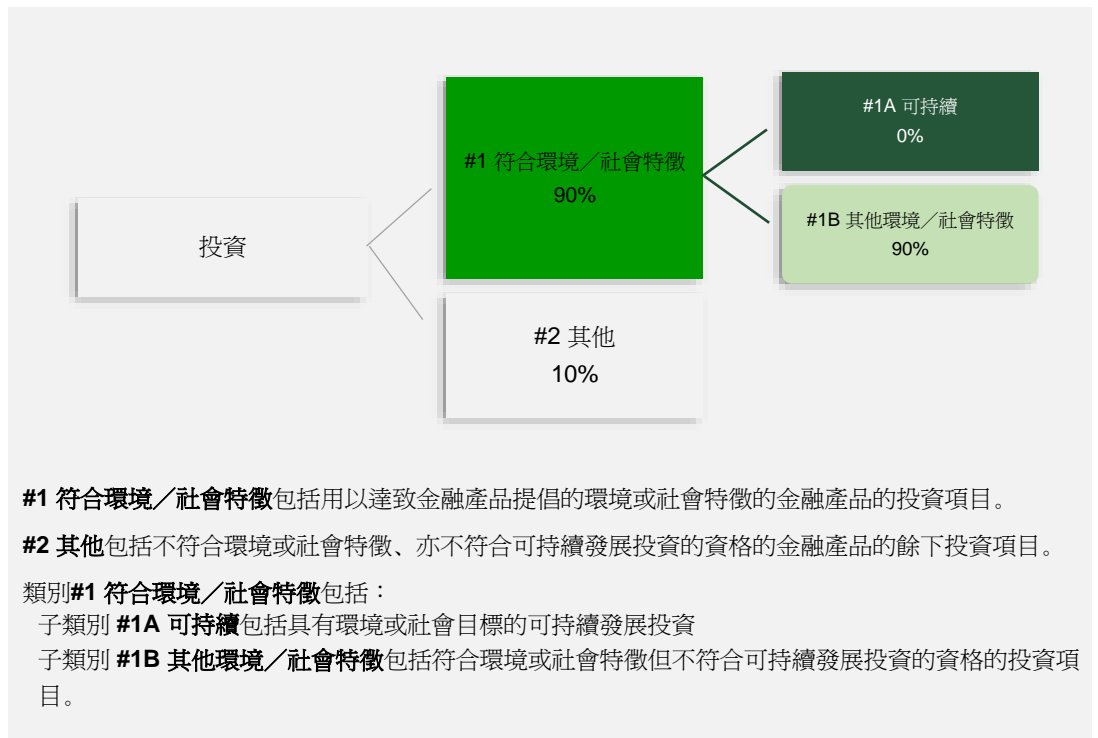 #1A 可持續
0%
#1 符合環境／社會特徵
90%
#1B 其他環境／社會特徵
90%
投資
#2 其他
10%
#1 符合環境／社會特徵包括用以達致金融產品提倡的環境或社會特徵的金融產品的投資項目。
#2 其他包括不符合環境或社會特徵、亦不符合可持續發展投資的資格的金融產品的餘下投資項目。
類別#1 符合環境／社會特徵包括：
子類別 #1A 可持續包括具有環境或社會目標的可持續發展投資
子類別 #1B 其他環境／社會特徵包括符合環境或社會特徵但不符合可持續發展投資的資格的投資項
目。